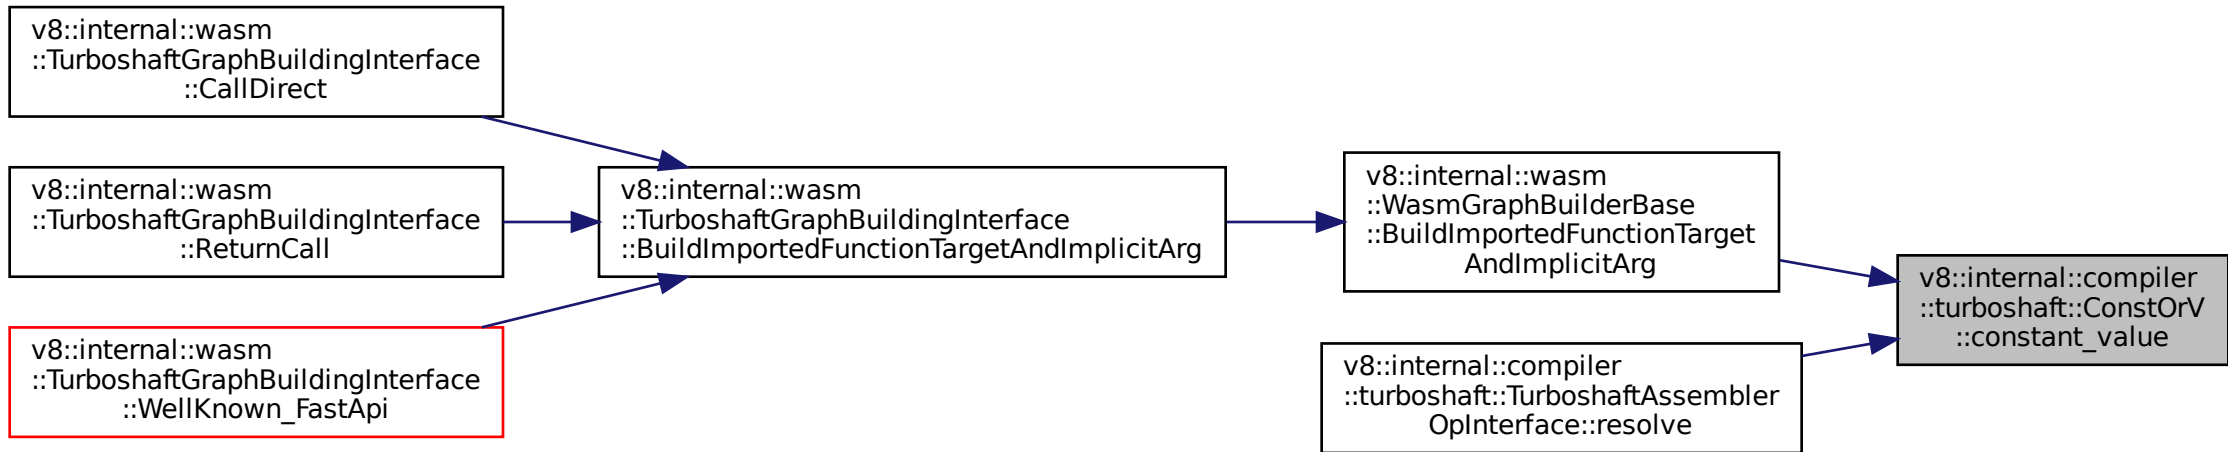 v8::internal::wasm
::TurboshaftGraphBuildingInterface
::CallDirect
v8::internal::wasm
::TurboshaftGraphBuildingInterface
::ReturnCall
v8::internal::wasm
::TurboshaftGraphBuildingInterface
::WellKnown_FastApi
v8::internal::wasm
::TurboshaftGraphBuildingInterface
::BuildImportedFunctionTargetAndImplicitArg
v8::internal::wasm
::WasmGraphBuilderBase
::BuildImportedFunctionTarget
AndImplicitArg
v8::internal::compiler
::turboshaft::TurboshaftAssembler
OpInterface::resolve
v8::internal::compiler
::turboshaft::ConstOrV
::constant_value